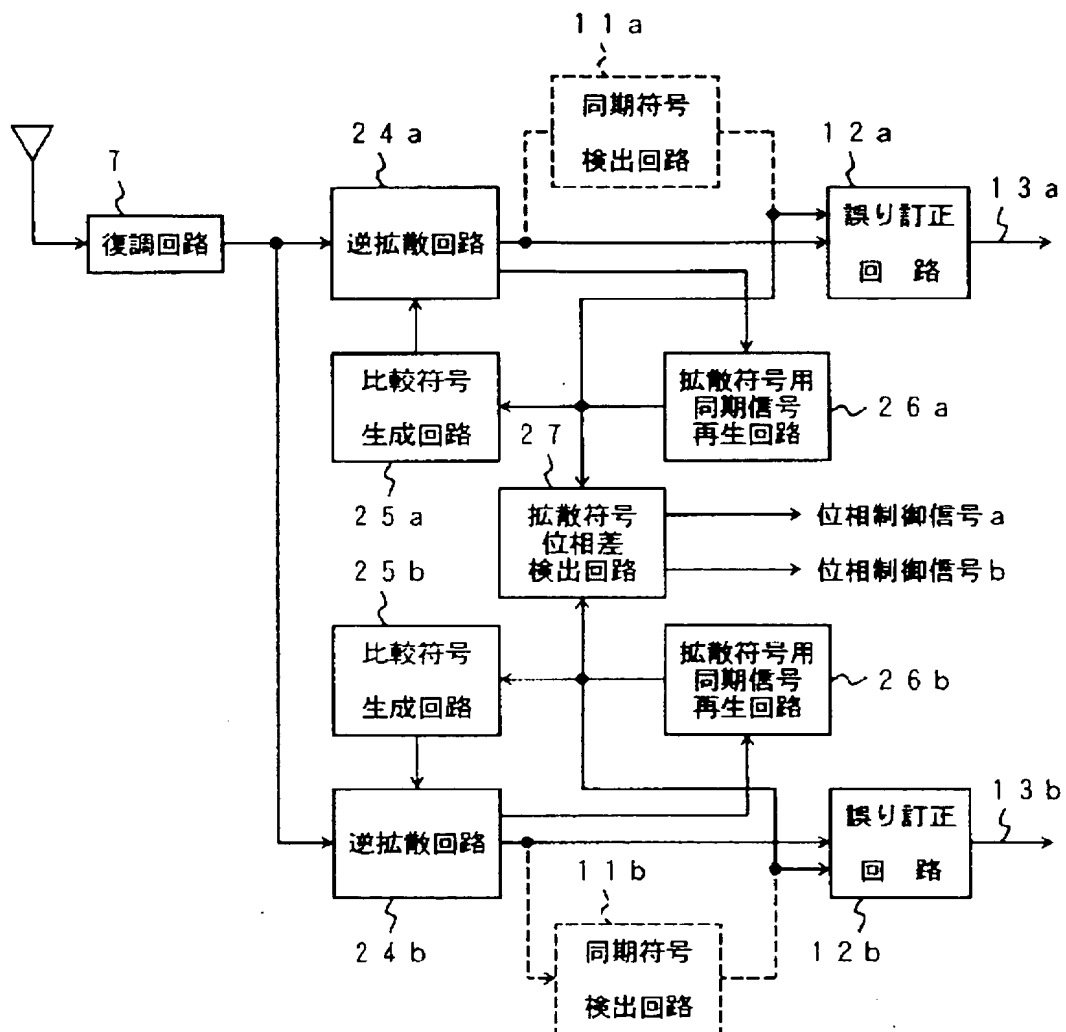 11a
同期符号
検出回路
24a
12a
7
13a
復調回路
逆拡散回路
誤り訂正
回　路
比較符号
生成回路
拡散符号用
同期信号
再生回路
26a
27
25a
拡散符号
位相差
検出回路
位相制御信号a
位相制御信号b
25b
比較符号
生成回路
拡散符号用
同期信号
再生回路
26b
逆拡散回路
誤り訂正
回　路
13b
11b
24b
同期符号
検出回路
12b